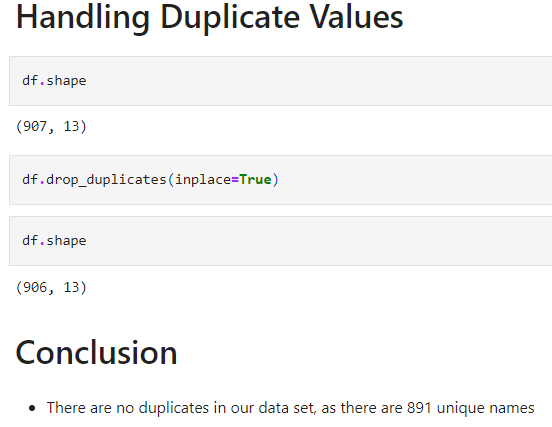 Handling Duplicate Values
df.shape
(907, 13)
df.drop_duplicates(inplace=True)
df.shape
(906, 13)
Conclusion
• There are no duplicates in our data set, as there are 891 unique names